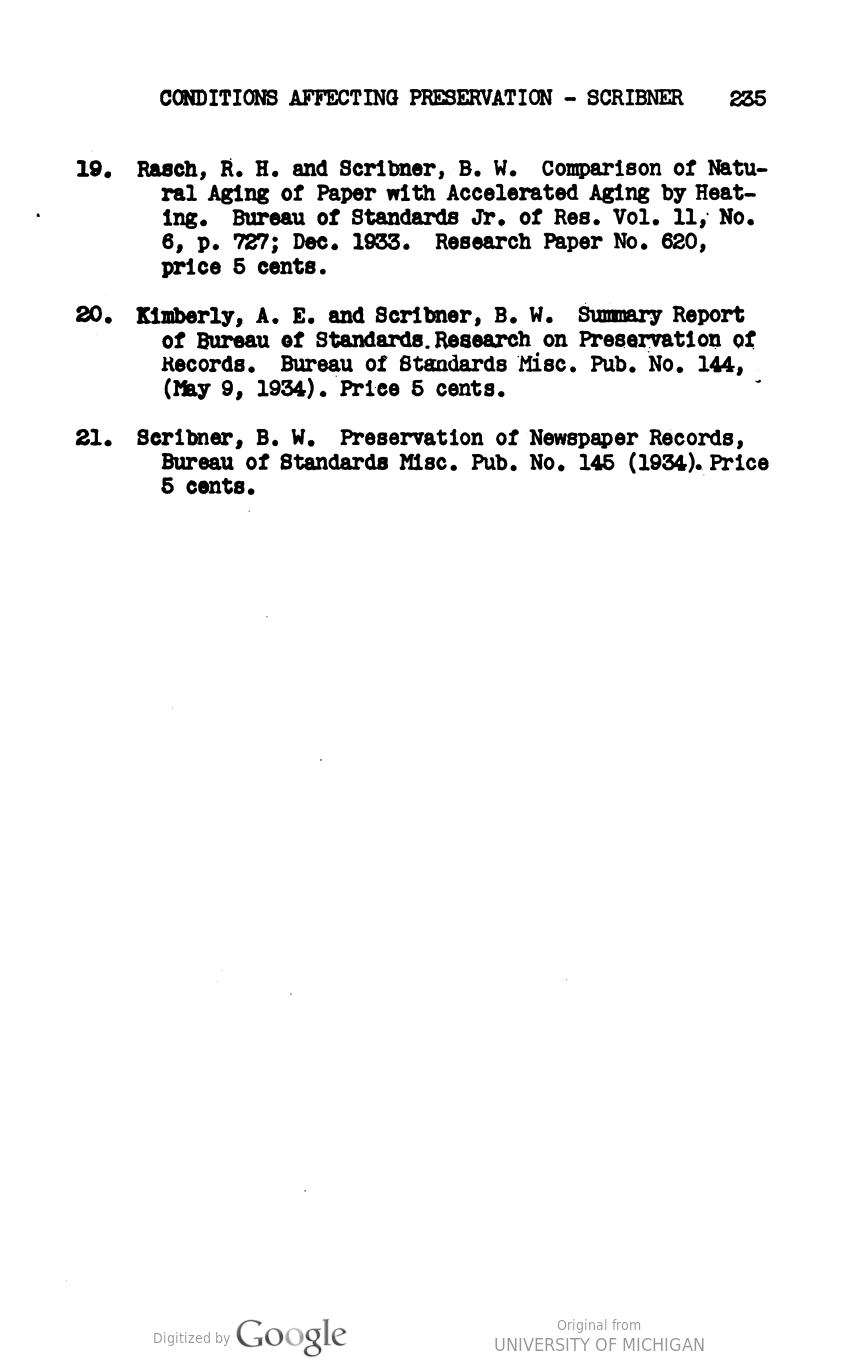 CONDITIONS AFFECTING PRESERVATION - SCRIBNER 235
19. Rasch, R. H. and Scribner, B. W. Comparison of Natu-
ral Aging of Paper with Accelerated Aging by Heat-
ing. Bureau of Standards Jr. of Res. Vol. 11, No.
6, p. 727; Dec. 1933. Research Paper No. 620,
price 5 cents.
20. Kimberly, A. E. and Scribner, B. W. Summary Report
of Bureau of Standards Research on Preservation of
Records. Bureau of Standards Misc. Pub. No. 144,
(May 9, 1934). Price 5 cents.
21. Scribner, B. W. Preservation of Newspaper Records,
Bureau of Standards Misc. Pub. No. 145 (1934). Price
5 cents.
Digitized by Google
Original from
UNIVERSITY OF MICHIGAN